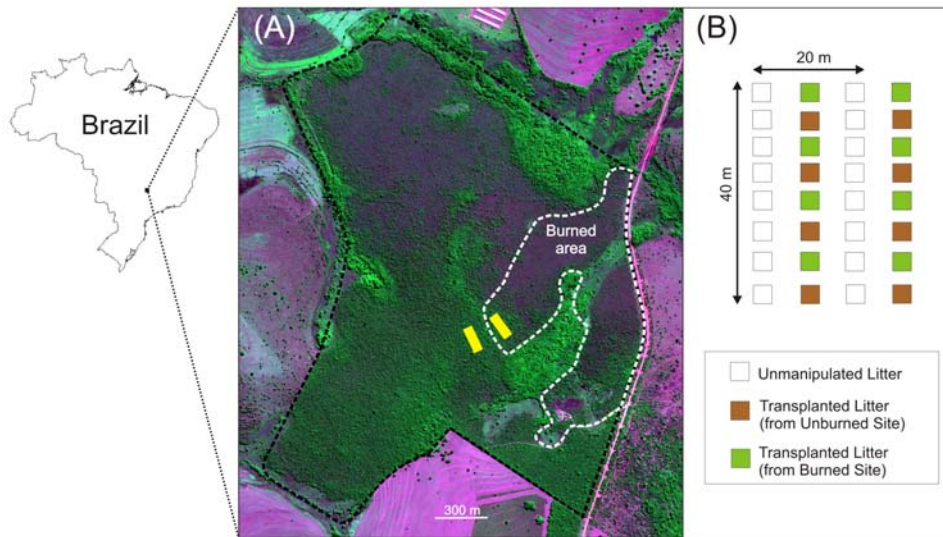 (A)
(B)
Brazil
Burned
area
300 m
20 m
40 m
Unmanipulated Litter
Transplanted Litter
(from Unburned Site)
Transplanted Litter
(from Burned Site)